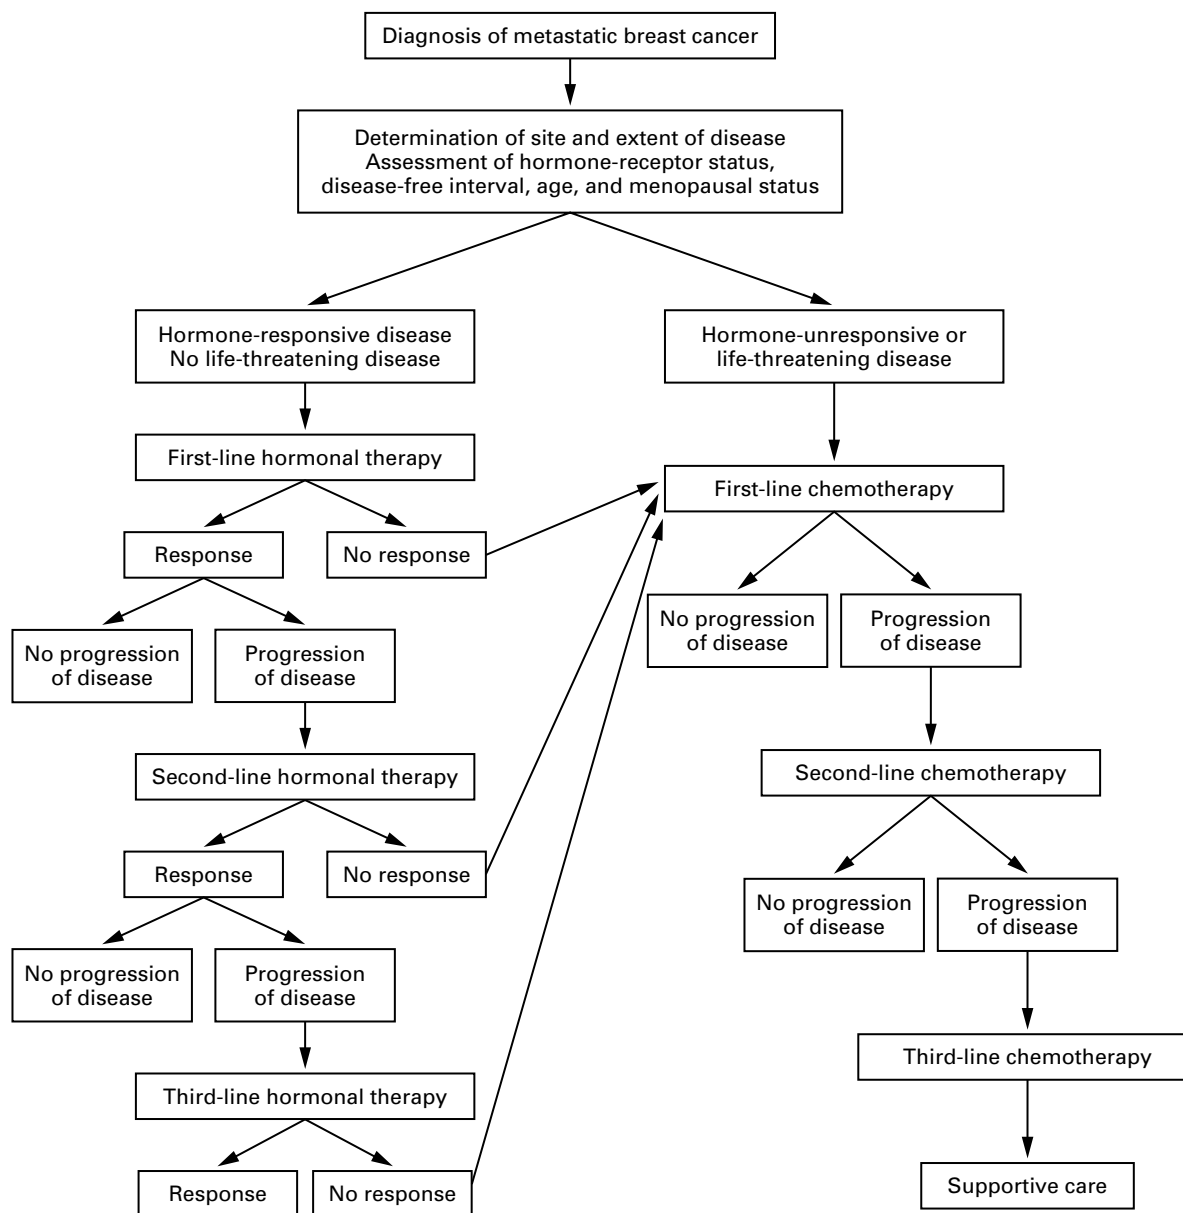 Diagnosis of metastatic breast cancer
Determination of site and extent of disease
Assessment of hormone-receptor status,
disease-free interval, age, and menopausal status
Hormone-responsive disease
No life-threatening disease
Hormone-unresponsive or
life-threatening disease
First-line hormonal therapy
First-line chemotherapy
Response
No response
No progression
of disease
Progression
of disease
No progression
of disease
Progression
of disease
Second-line hormonal therapy
Second-line chemotherapy
Response
No response
No progression
of disease
Progression
of disease
No progression
of disease
Progression
of disease
Third-line hormonal therapy
Third-line chemotherapy
Response
No response
Supportive care